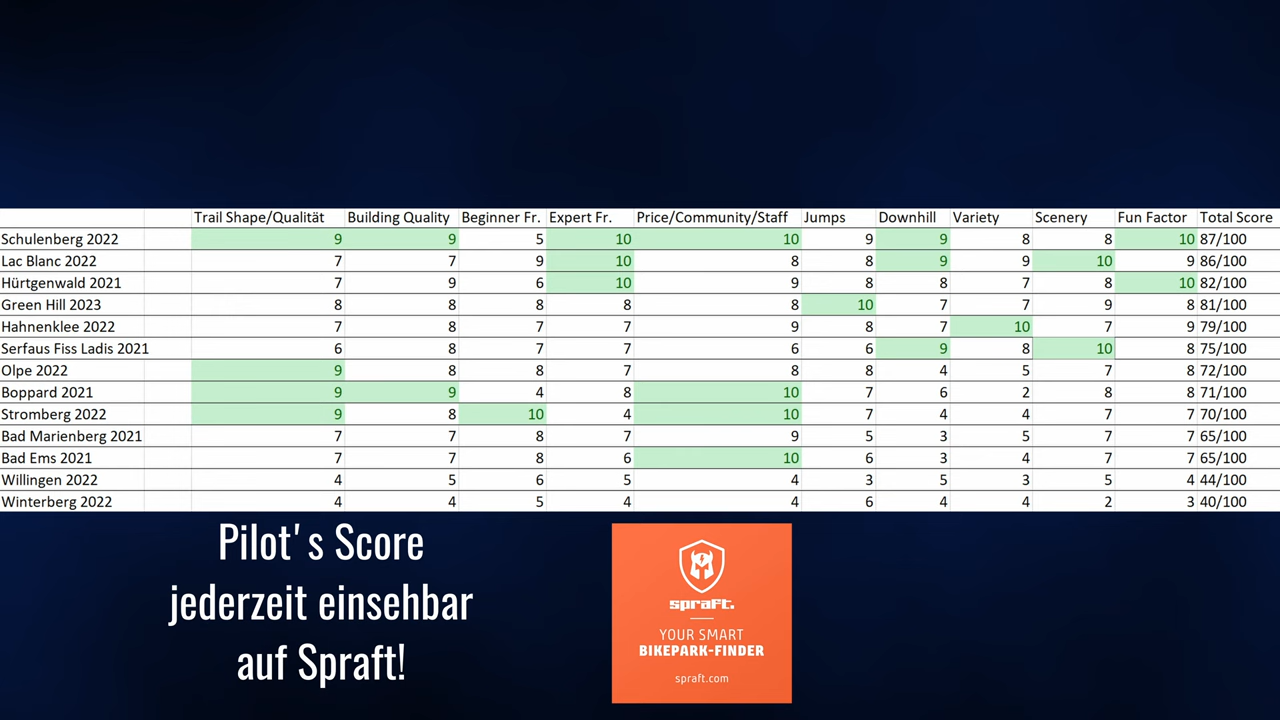 Trail Shape/Qualität Building Quality Beginner Fr. Expert Fr. Price/Community/Staff Jumps Downhill Variety Scenery Fun Factor Total Score
Schulenberg 2022 9 9 5 10 10 9 9 8 8 10 87/100
Lac Blanc 2022 7 7 9 10 8 8 9 9 10 9 86/100
Hürtgenwald 2021 7 9 6 10 9 8 8 7 8 10 82/100
Green Hill 2023 8 8 8 8 8 10 7 7 9 8 81/100
Hahnenklee 2022 7 8 7 7 9 8 7 10 7 9 79/100
Serfaus Fiss Ladis 2021 6 8 7 7 6 6 9 8 10 8 75/100
Olpe 2022 9 8 8 7 8 8 4 5 7 8 72/100
Boppard 2021 9 9 4 8 10 7 6 2 8 8 71/100
Stromberg 2022 9 8 10 4 10 7 4 4 7 7 70/100
Bad Marienberg 2021 7 7 8 7 9 5 3 5 7 7 65/100
Bad Ems 2021 7 7 8 6 10 6 3 4 7 7 65/100
Willingen 2022 4 5 6 5 4 3 5 3 5 4 44/100
Winterberg 2022 4 4 5 4 4 6 4 4 2 3 40/100
Pilot's Score
jederzeit einsehbar
auf Spraft!
spraft.
YOUR SMART
BIKEPARK-FINDER
spraft.com